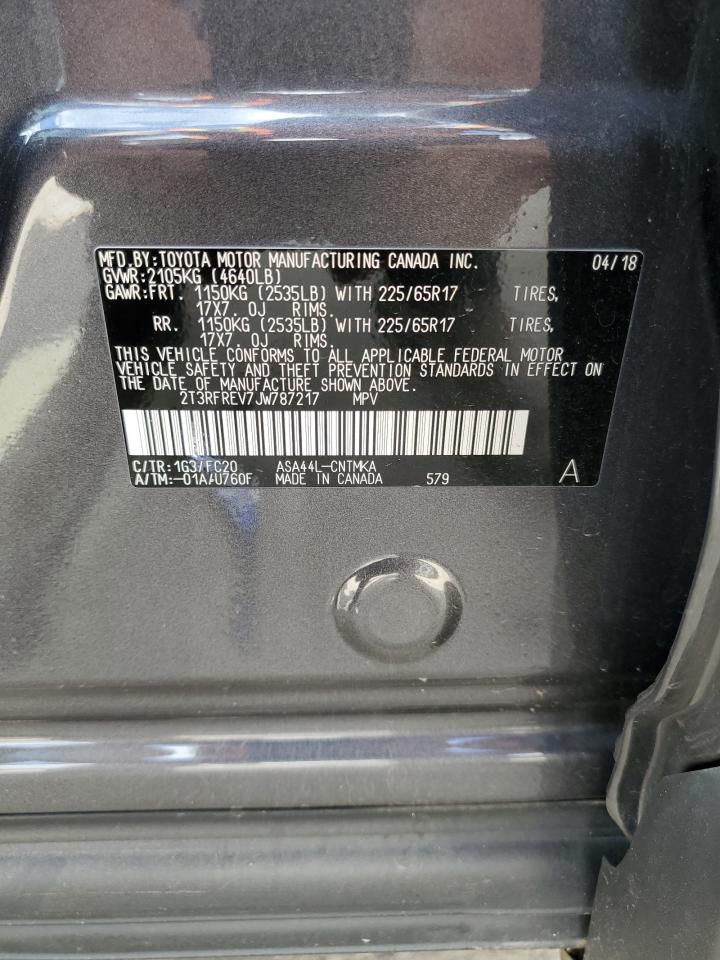 MFD.BY:TOYOTA MOTOR MANUFACTURING CANADA INC. 04/18
GVWR:2105KG (4640LB)
GAWR:FRT. 1150KG (2535LB) WITH 225/65R17 TIRES,
17X7.0J RIMS.
RR. 1150KG (2535LB) WITH 225/65R17 TIRES,
17X7.0J RIMS.
THIS VEHICLE CONFORMS TO ALL APPLICABLE FEDERAL MOTOR
VEHICLE SAFETY AND THEFT PREVENTION STANDARDS IN EFFECT ON
THE DATE OF MANUFACTURE SHOWN ABOVE.
2T3RFREV7JW787217 MPV
C/TR:1G3/FC20 ASA44L-CNTMKA
A/TM:-01A/U760F MADE IN CANADA 579 A